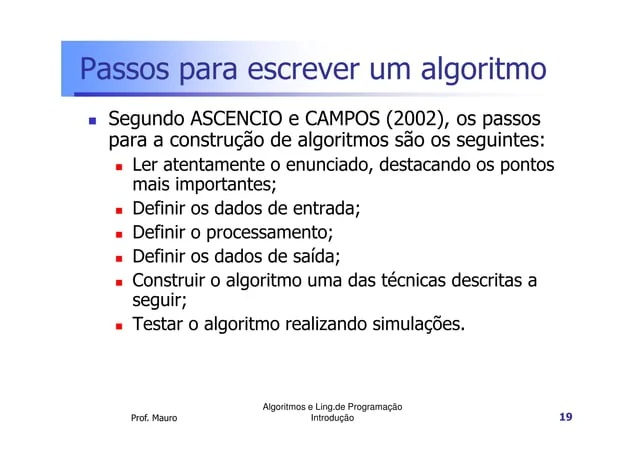 Passos para escrever um algoritmo
Segundo ASCENCIO e CAMPOS (2002), os passos
para a construção de algoritmos são os seguintes:
Ler atentamente o enunciado, destacando os pontos
mais importantes;
Definir os dados de entrada;
Definir o processamento;
Definir os dados de saída;
Construir o algoritmo uma das técnicas descritas a
seguir;
Testar o algoritmo realizando simulações.
Prof. Mauro
Algoritmos e Ling.de Programação
Introdução
19